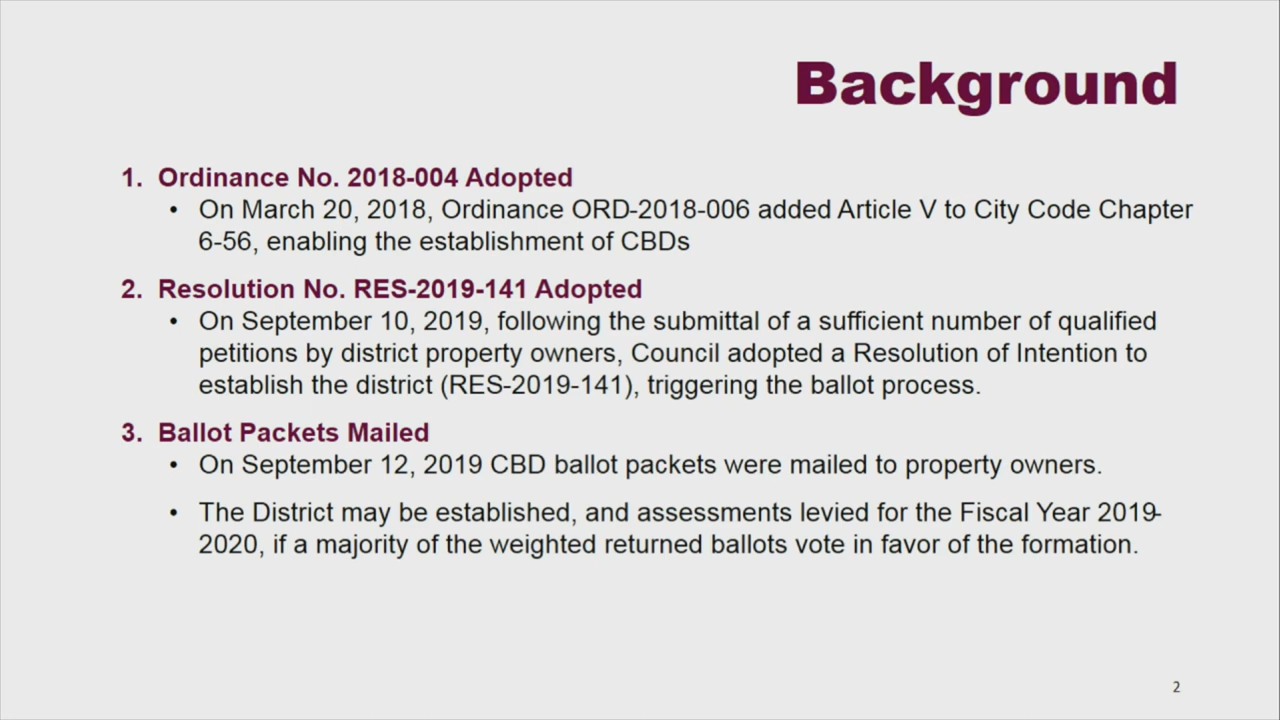 Background
1. Ordinance No. 2018-004 Adopted
• On March 20, 2018, Ordinance ORD-2018-006 added Article V to City Code Chapter
6-56, enabling the establishment of CBDs
2. Resolution No. RES-2019-141 Adopted
• On September 10, 2019, following the submittal of a sufficient number of qualified
petitions by district property owners, Council adopted a Resolution of Intention to
establish the district (RES-2019-141), triggering the ballot process.
3. Ballot Packets Mailed
• On September 12, 2019 CBD ballot packets were mailed to property owners.
• The District may be established, and assessments levied for the Fiscal Year 2019-
2020, if a majority of the weighted returned ballots vote in favor of the formation.
2